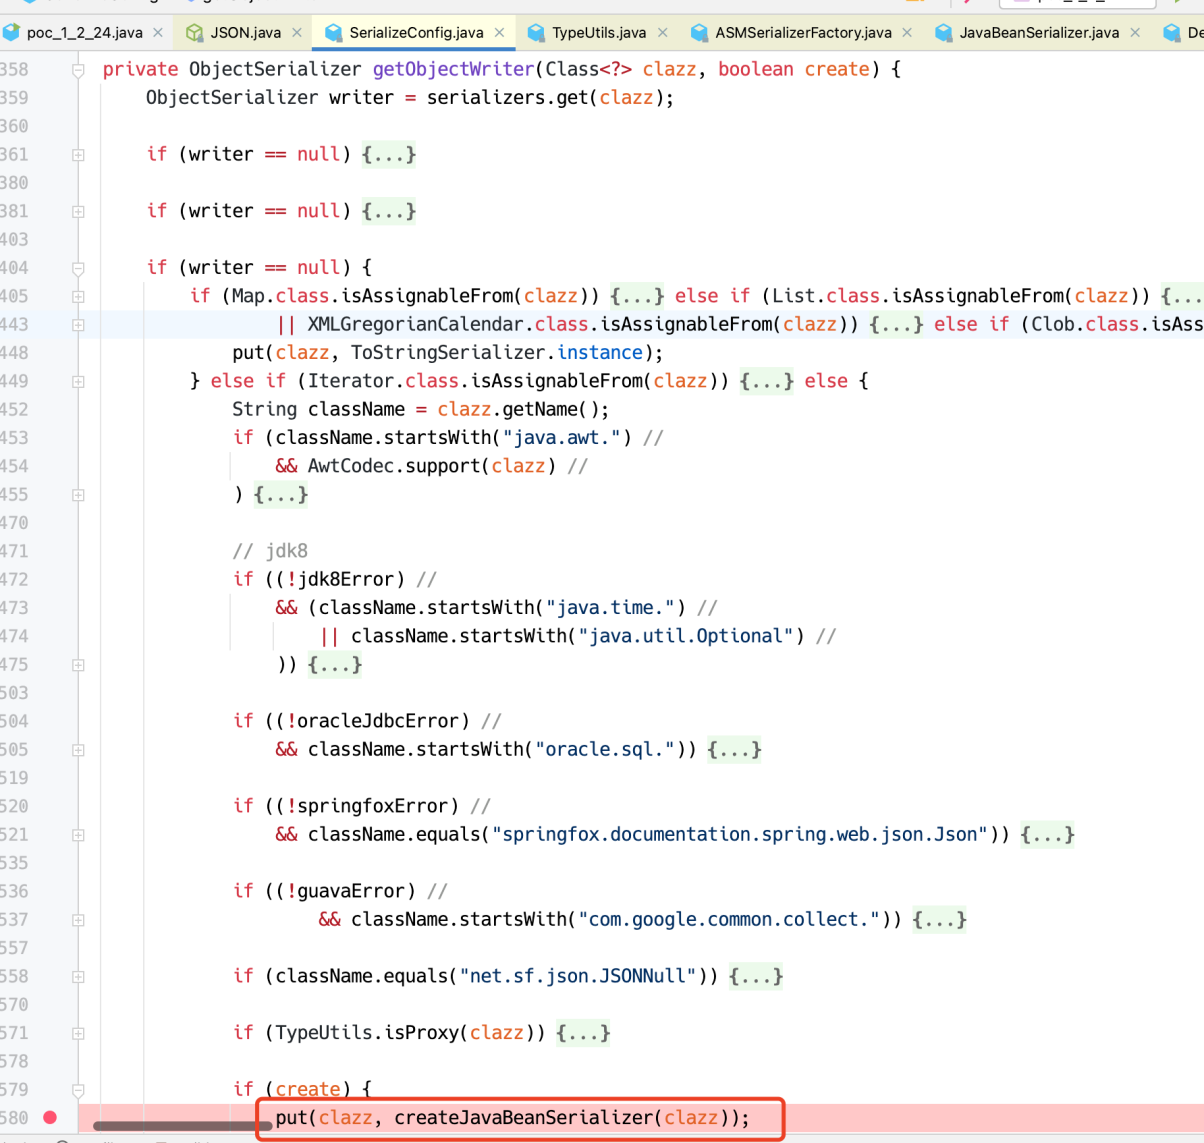 poc_1_2_24.java × JSON.java × SerializeConfig.java × TypeUtils.java × ASMSerializerFactory.java × JavaBeanSerializer.java × De
358 private ObjectSerializer getObjectWriter(Class<?> clazz, boolean create) {
359 ObjectSerializer writer = serializers.get(clazz);
360
361 if (writer == null) {...}
380
381 if (writer == null) {...}
403
404 if (writer == null) {
405 if (Map.class.isAssignableFrom(clazz)) {...} else if (List.class.isAssignableFrom(clazz)) {...
443 || XMLGregorianCalendar.class.isAssignableFrom(clazz)) {...} else if (Clob.class.isAss
448 put(clazz, ToStringSerializer.instance);
449 } else if (Iterator.class.isAssignableFrom(clazz)) {...} else {
452 String className = clazz.getName();
453 if (className.startsWith("java.awt.") //
454 && AwtCodec.support(clazz) //
455 ) {...}
470
471 // jdk8
472 if ((!jdk8Error) //
473 && (className.startsWith("java.time.") //
474 || className.startsWith("java.util.Optional") //
475 )) {...}
503
504 if ((!oracleJdbcError) //
505 && className.startsWith("oracle.sql.")) {...}
519
520 if ((!springfoxError) //
521 && className.equals("springfox.documentation.spring.web.json.Json")) {...}
535
536 if ((!guavaError) //
537 && className.startsWith("com.google.common.collect.")) {...}
557
558 if (className.equals("net.sf.json.JSONNull")) {...}
570
571 if (TypeUtils.isProxy(clazz)) {...}
578
579 if (create) {
580 put(clazz, createJavaBeanSerializer(clazz));